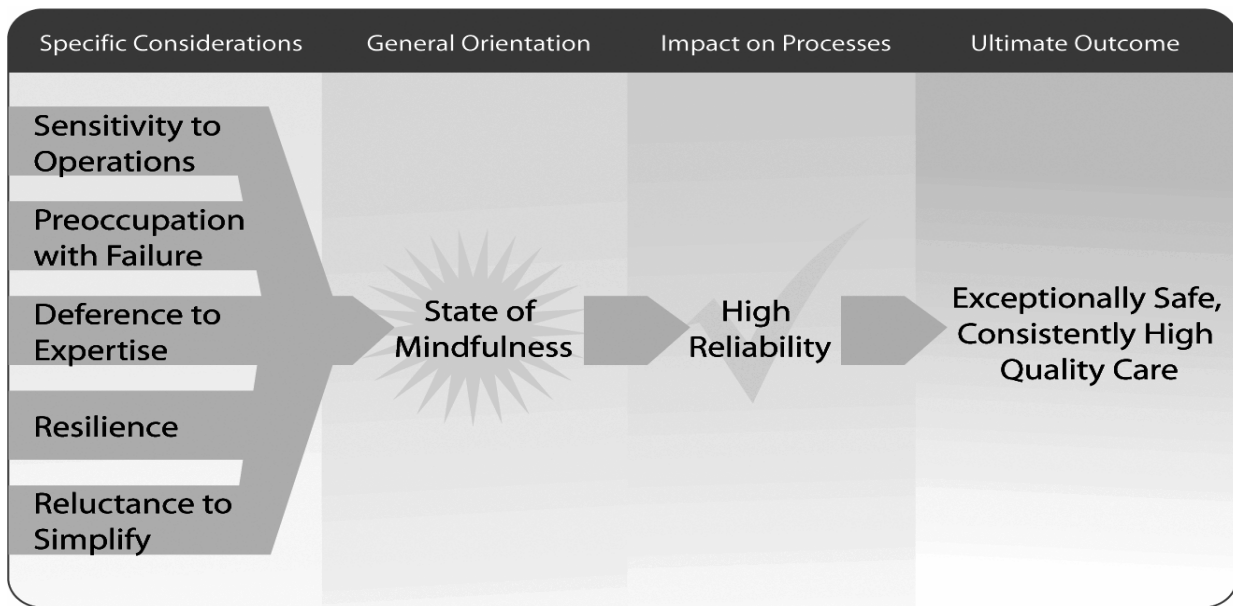 Specific Considerations
General Orientation
Impact on Processes
Ultimate Outcome
Sensitivity to
Operations
Preoccupation
with Failure
Deference to
Expertise
Resilience
Reluctance to
Simplify
State of
Mindfulness
High
Reliability
Exceptionally Safe,
Consistently High
Quality Care